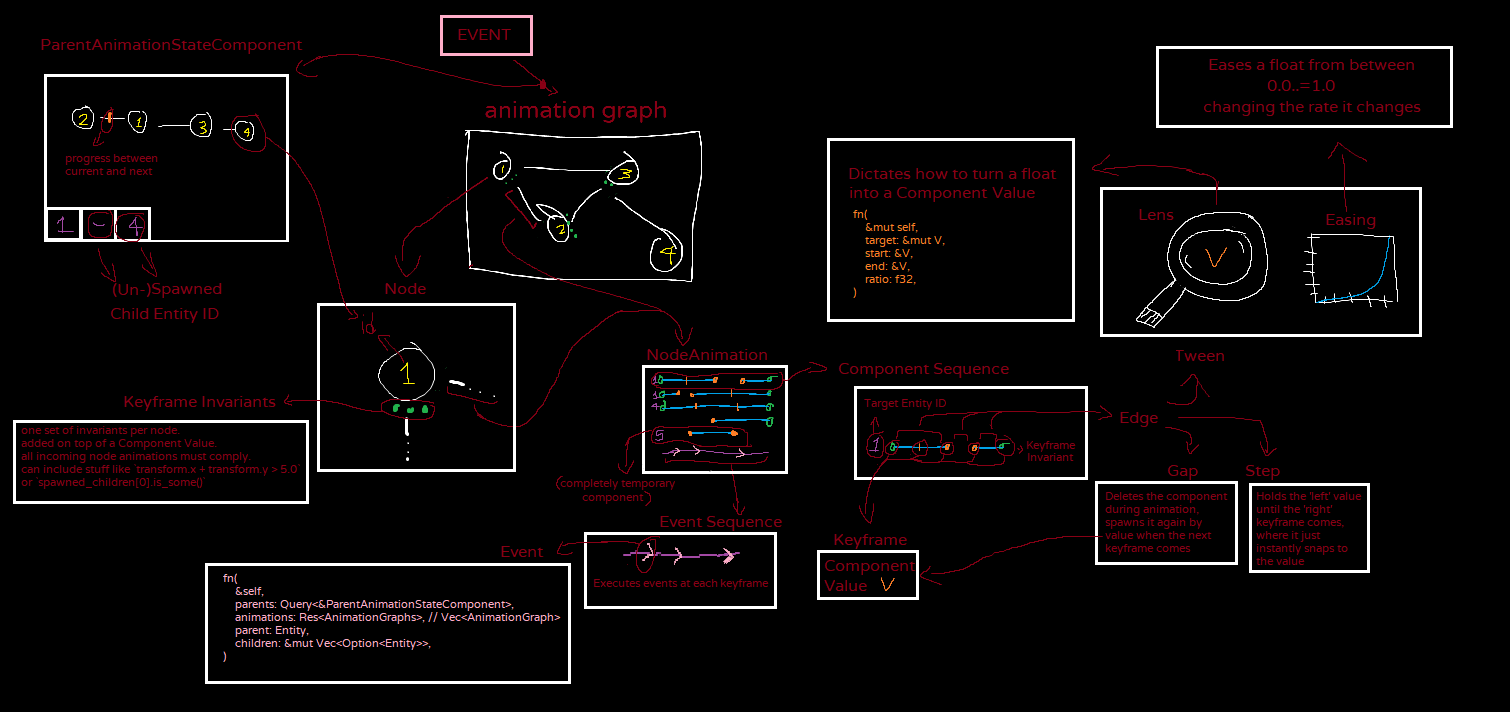 EVENT
ParentAnimationStateComponent
2
1
3
4
progress between
current and next
1 - 4
(Un-)Spawned
Child Entity ID
animation graph
1
3
2
4
Eases a float from between
0.0..=1.0
changing the rate it changes
Dictates how to turn a float
into a Component Value
fn(
&mut self,
target: &mut V,
start: &V,
end: &V,
ratio: f32,
)
Lens
V
Easing
Tween
Node
1
Keyframe Invariants
one set of invariants per node
added on top of a Component Value.
all incoming node animations must comply.
can include stuff like `transform.x + transform.y > 5.0`
or `spawned_children[0].is_some()`
NodeAnimation
1
1
4
5
(completely temporary
component)
Component Sequence
Target Entity ID
1
Keyframe
Invariant
Edge
Gap
Deletes the component
during animation,
spawns it again by
value when the next
keyframe comes
Step
Holds the 'left' value
until the 'right'
keyframe comes,
where it just
instantly snaps to
the value
Keyframe
Component
Value V
Event Sequence
Executes events at each keyframe
Event
fn(
&self,
parents: Query<&ParentAnimationStateComponent>,
animations: Res<AnimationGraphs>, // Vec<AnimationGraph>
parent: Entity,
children: &mut Vec<Option<Entity>>,
)